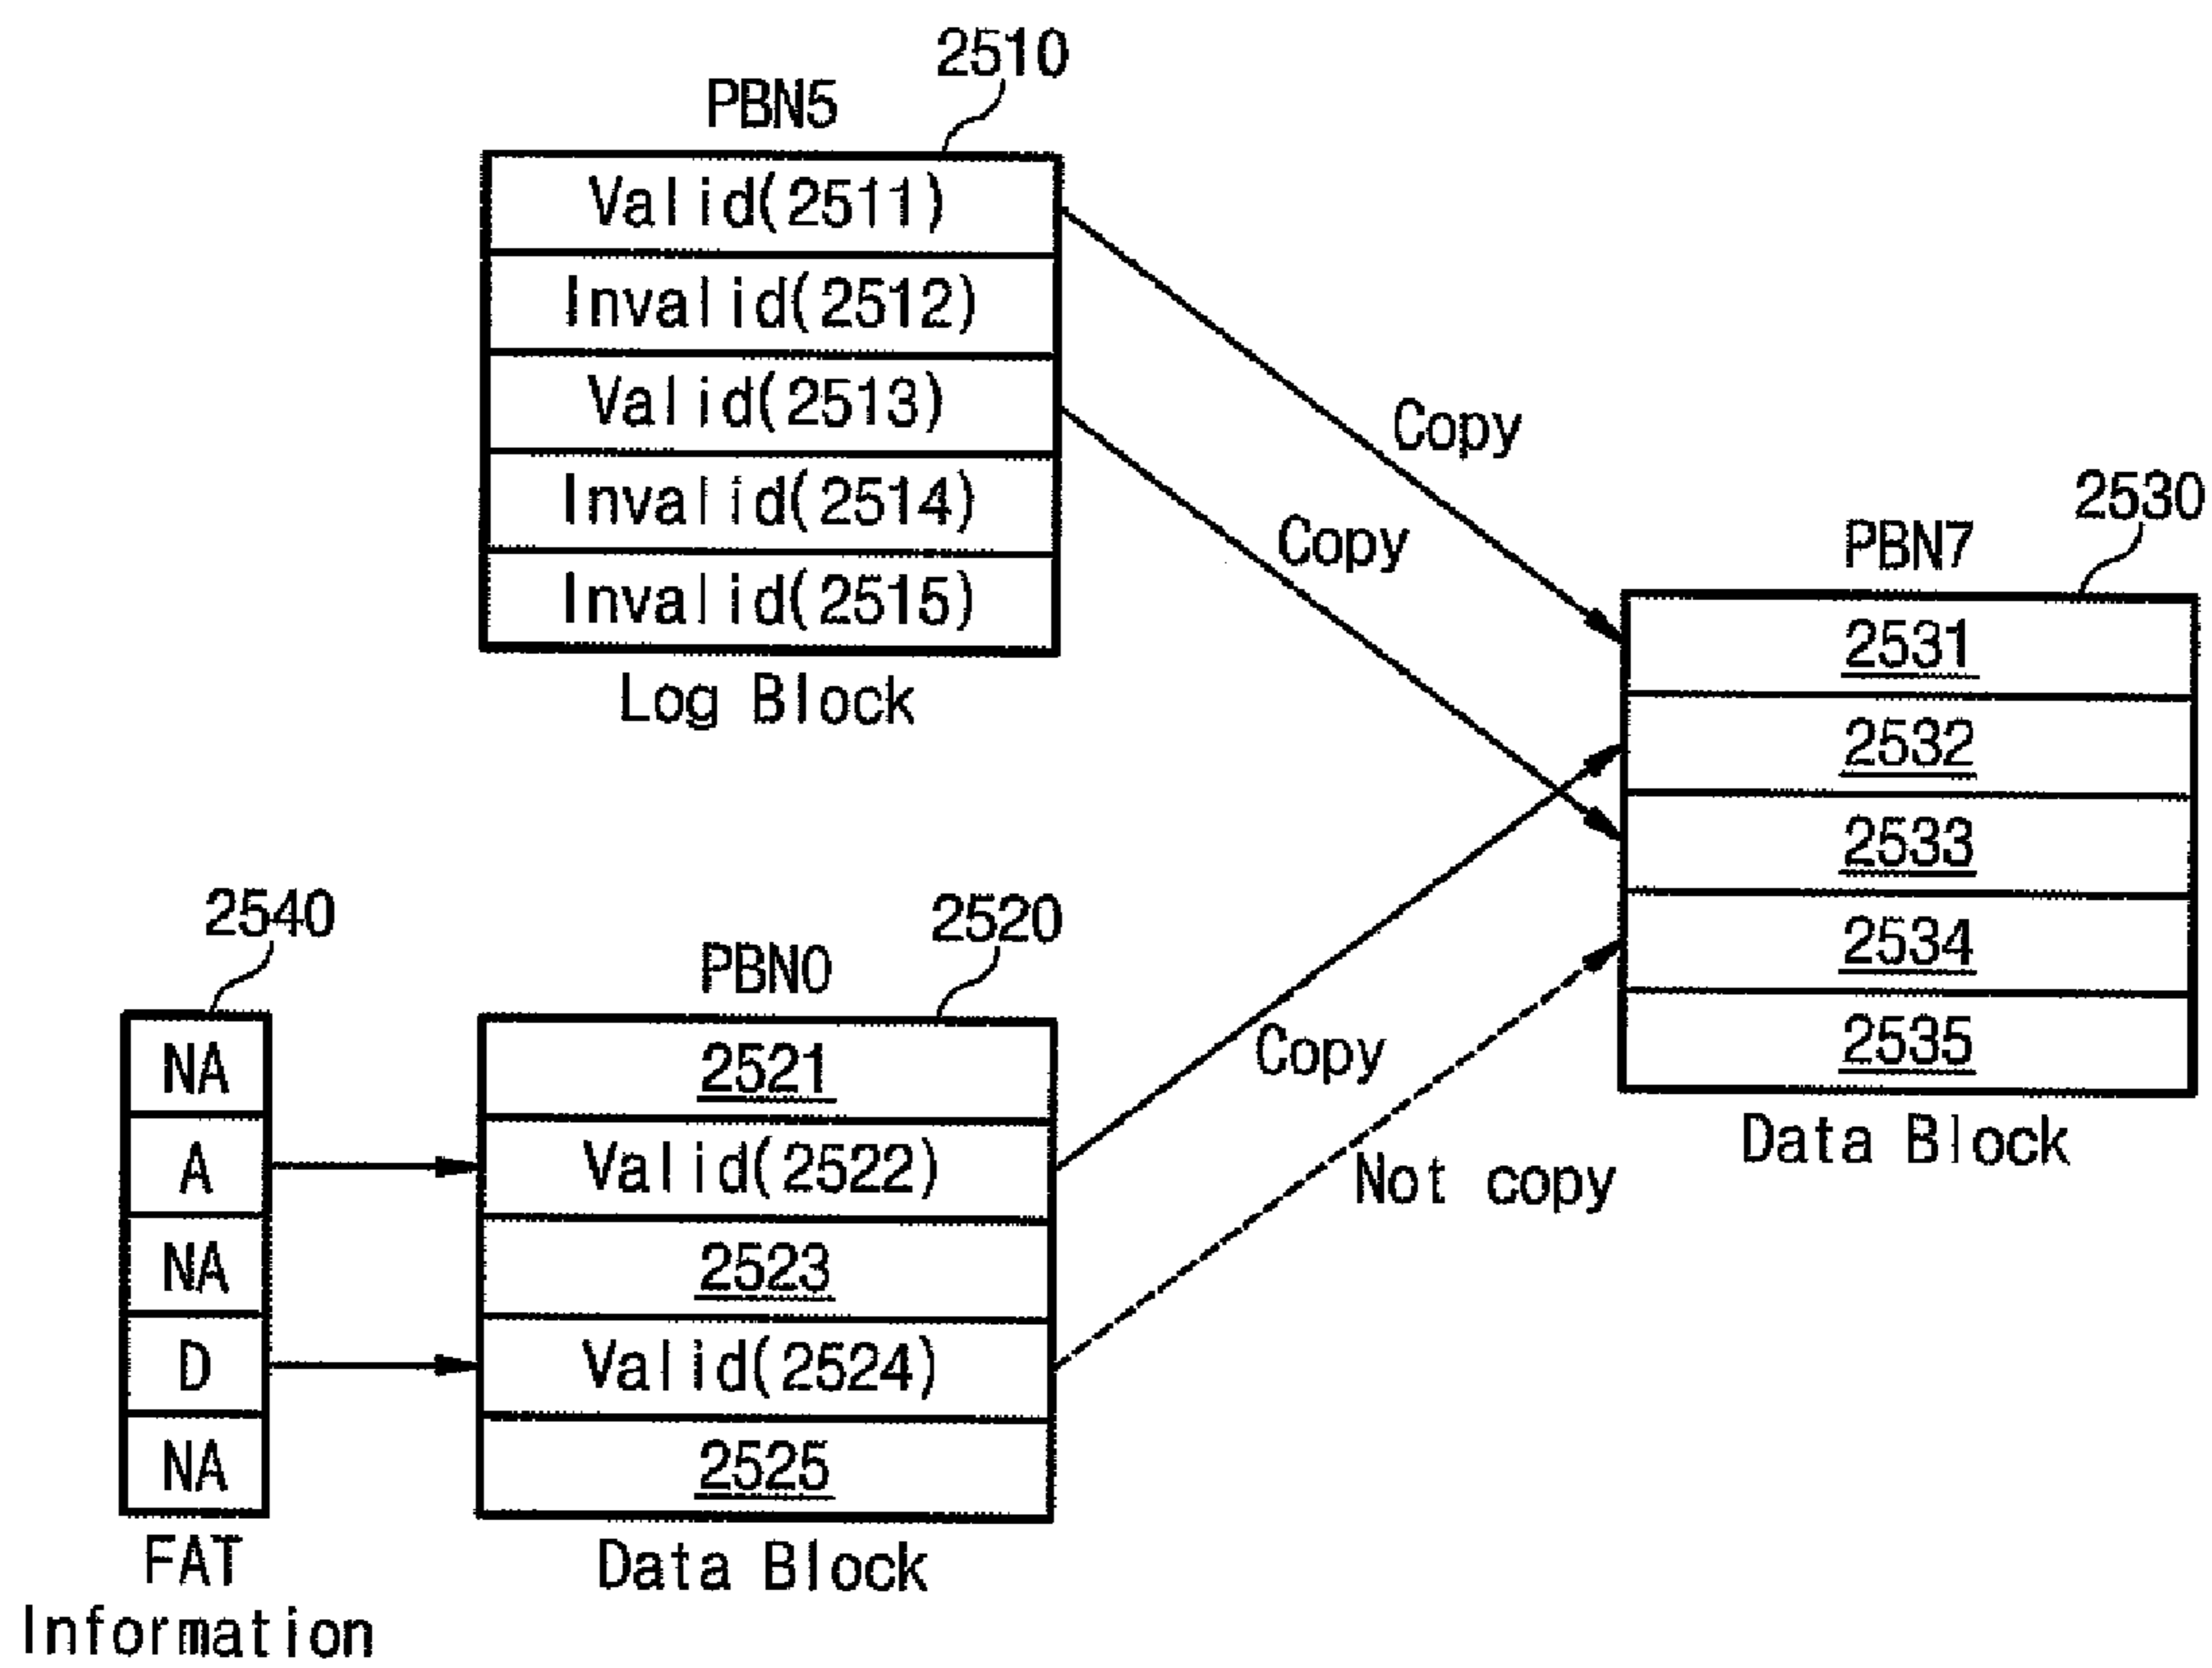 2510
PBN5
Valid(2511)
Invalid(2512)
Valid(2513)
Invalid(2514)
Invalid(2515)
Log Block
Copy
Copy
2530
PBN7
2531
2532
2533
2534
2535
Data Block
2540
NA
A
NA
D
NA
FAT
Information
2520
PBN0
2521
Valid(2522)
2523
Valid(2524)
2525
Data Block
Copy
Not copy